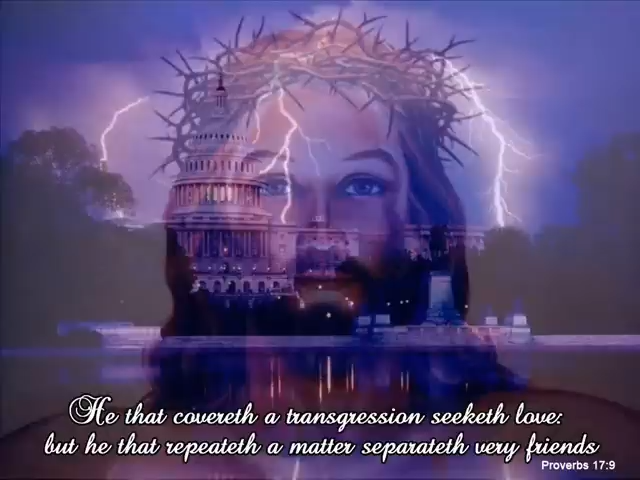 He that covereth a transgression seeketh love:
but he that repeateth a matter separateth very friends
Proverbs 17:9